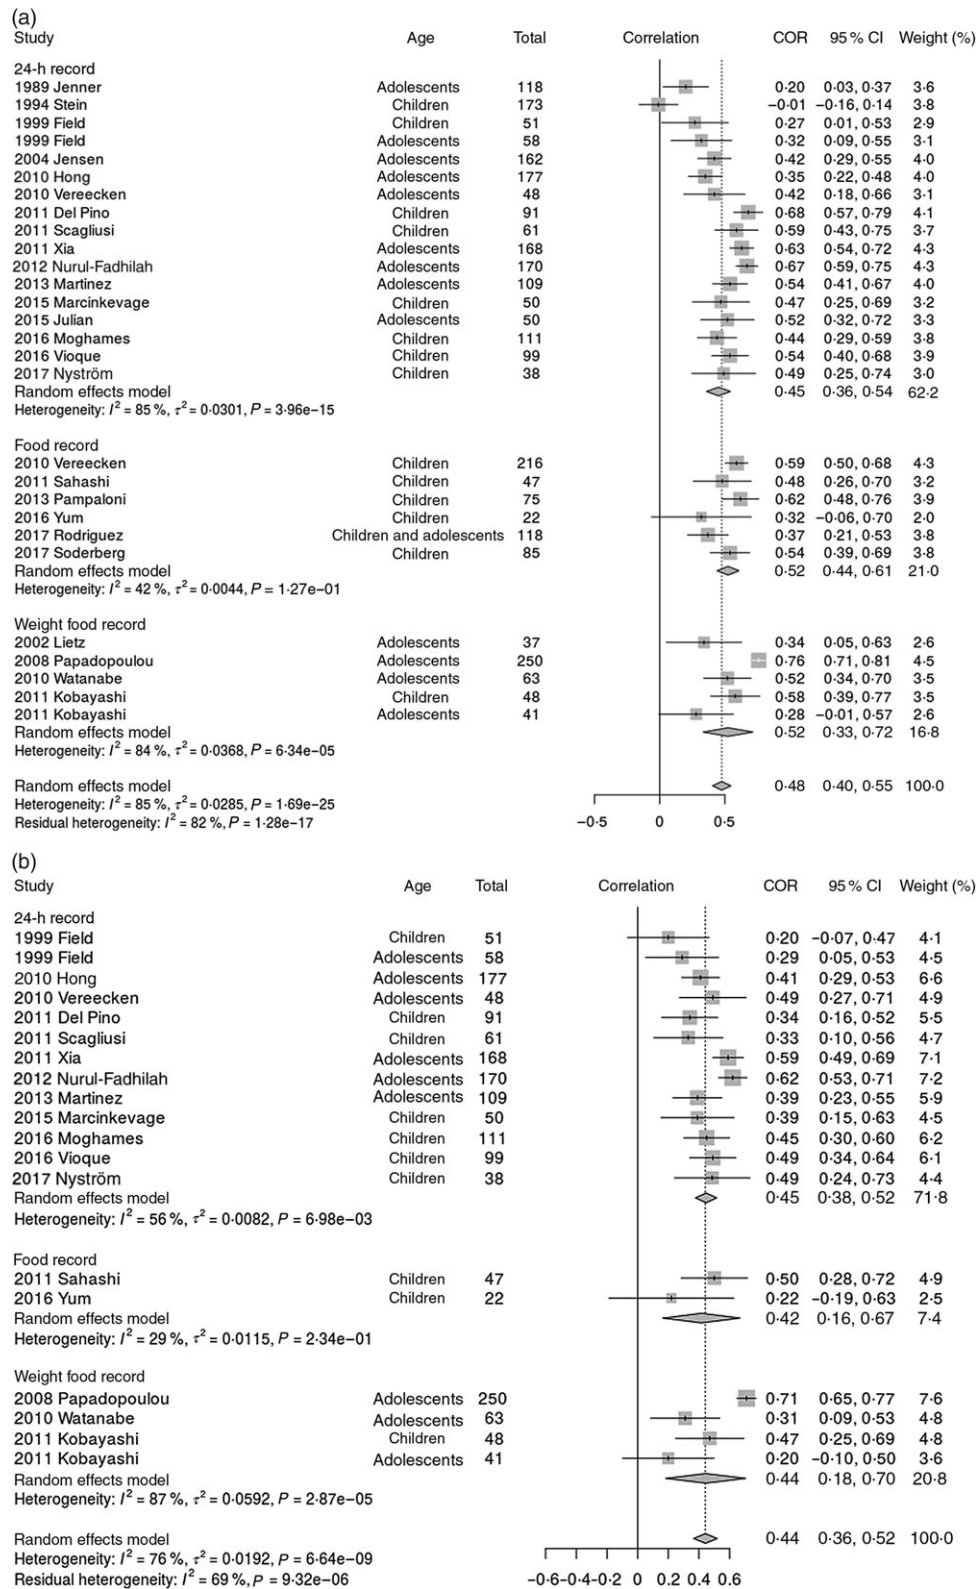 (a)
Study Age Total Correlation COR 95 % CI Weight (%)
24-h record
1989 Jenner Adolescents 118 0·20 0·03, 0·37 3·6
1994 Stein Children 173 −0·01 −0·16, 0·14 3·8
1999 Field Children 51 0·27 0·01, 0·53 2·9
1999 Field Adolescents 58 0·32 0·09, 0·55 3·1
2004 Jensen Adolescents 162 0·42 0·29, 0·55 4·0
2010 Hong Adolescents 177 0·35 0·22, 0·48 4·0
2010 Vereecken Adolescents 48 0·42 0·18, 0·66 3·1
2011 Del Pino Children 91 0·68 0·57, 0·79 4·1
2011 Scagliusi Children 61 0·59 0·43, 0·75 3·7
2011 Xia Adolescents 168 0·63 0·54, 0·72 4·3
2012 Nurul-Fadhilah Adolescents 170 0·67 0·59, 0·75 4·3
2013 Martinez Adolescents 109 0·54 0·41, 0·67 4·0
2015 Marcinkevage Children 50 0·47 0·25, 0·69 3·2
2015 Julian Adolescents 50 0·52 0·32, 0·72 3·3
2016 Moghames Children 111 0·44 0·29, 0·59 3·8
2016 Vioque Children 99 0·54 0·40, 0·68 3·9
2017 Nyström Children 38 0·49 0·25, 0·74 3·0
Random effects model 0·45 0·36, 0·54 62·2
Heterogeneity: I² = 85 %, τ² = 0·0301, P = 3·96e−15
Food record
2010 Vereecken Children 216 0·59 0·50, 0·68 4·3
2011 Sahashi Children 47 0·48 0·26, 0·70 3·2
2013 Pampaloni Children 75 0·62 0·48, 0·76 3·9
2016 Yum Children 22 0·32 −0·06, 0·70 2·0
2017 Rodriguez Children and adolescents 118 0·37 0·21, 0·53 3·8
2017 Soderberg Children 85 0·54 0·39, 0·69 3·8
Random effects model 0·52 0·44, 0·61 21·0
Heterogeneity: I² = 42 %, τ² = 0·0044, P = 1·27e−01
Weight food record
2002 Lietz Adolescents 37 0·34 0·05, 0·63 2·6
2008 Papadopoulou Adolescents 250 0·76 0·71, 0·81 4·5
2010 Watanabe Adolescents 63 0·52 0·34, 0·70 3·5
2011 Kobayashi Children 48 0·58 0·39, 0·77 3·5
2011 Kobayashi Adolescents 41 0·28 −0·01, 0·57 2·6
Random effects model 0·52 0·33, 0·72 16·8
Heterogeneity: I² = 84 %, τ² = 0·0368, P = 6·34e−05
Random effects model 0·48 0·40, 0·55 100·0
Heterogeneity: I² = 85 %, τ² = 0·0285, P = 1·69e−25
Residual heterogeneity: I² = 82 %, P = 1·28e−17
−0·5 0 0·5
(b)
Study Age Total Correlation COR 95 % CI Weight (%)
24-h record
1999 Field Children 51 0·20 −0·07, 0·47 4·1
1999 Field Adolescents 58 0·29 0·05, 0·53 4·5
2010 Hong Adolescents 177 0·41 0·29, 0·53 6·6
2010 Vereecken Adolescents 48 0·49 0·27, 0·71 4·9
2011 Del Pino Children 91 0·34 0·16, 0·52 5·5
2011 Scagliusi Children 61 0·33 0·10, 0·56 4·7
2011 Xia Adolescents 168 0·59 0·49, 0·69 7·1
2012 Nurul-Fadhilah Adolescents 170 0·62 0·53, 0·71 7·2
2013 Martinez Adolescents 109 0·39 0·23, 0·55 5·9
2015 Marcinkevage Children 50 0·39 0·15, 0·63 4·5
2016 Moghames Children 111 0·45 0·30, 0·60 6·2
2016 Vioque Children 99 0·49 0·34, 0·64 6·1
2017 Nyström Children 38 0·49 0·24, 0·73 4·4
Random effects model 0·45 0·38, 0·52 71·8
Heterogeneity: I² = 56 %, τ² = 0·0082, P = 6·98e−03
Food record
2011 Sahashi Children 47 0·50 0·28, 0·72 4·9
2016 Yum Children 22 0·22 −0·19, 0·63 2·5
Random effects model 0·42 0·16, 0·67 7·4
Heterogeneity: I² = 29 %, τ² = 0·0115, P = 2·34e−01
Weight food record
2008 Papadopoulou Adolescents 250 0·71 0·65, 0·77 7·6
2010 Watanabe Adolescents 63 0·31 0·09, 0·53 4·8
2011 Kobayashi Children 48 0·47 0·25, 0·69 4·8
2011 Kobayashi Adolescents 41 0·20 −0·10, 0·50 3·6
Random effects model 0·44 0·18, 0·70 20·8
Heterogeneity: I² = 87 %, τ² = 0·0592, P = 2·87e−05
Random effects model 0·44 0·36, 0·52 100·0
Heterogeneity: I² = 76 %, τ² = 0·0192, P = 6·64e−09
Residual heterogeneity: I² = 69 %, P = 9·32e−06
−0·6−0·4−0·2 0 0·2 0·4 0·6